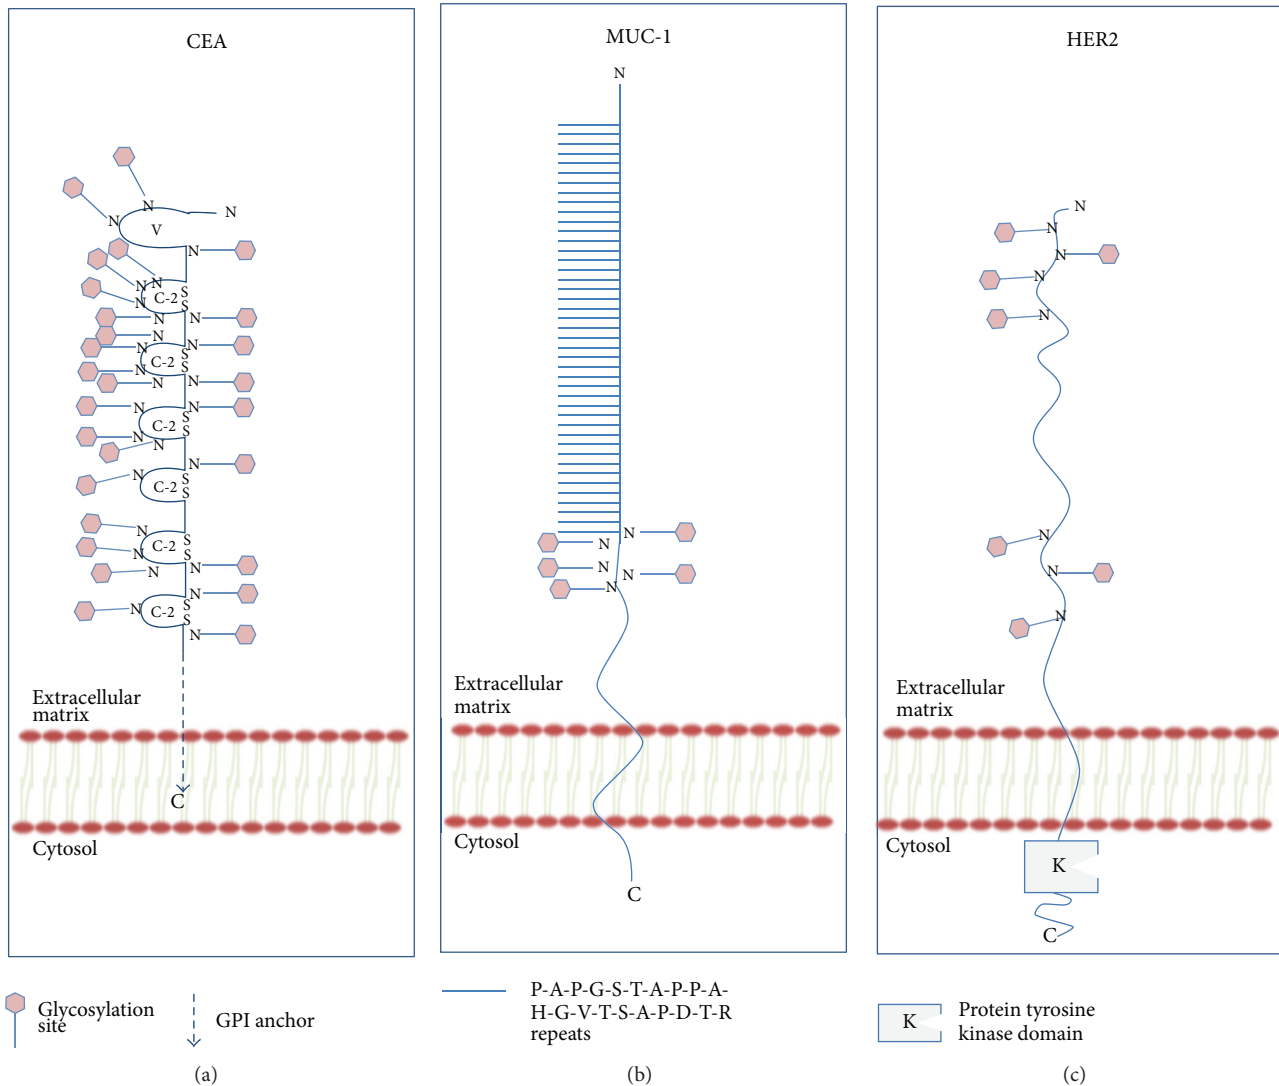 CEA
N
N
V
N
N
N
N
N
C-2
S
S
N
N
N
N
N
N
C-2
S
S
N
N
N
N
N
C-2
S
S
N
N
N
N
C-2
S
S
N
N
C-2
S
S
N
N
N
N
C-2
S
S
N
Extracellular
matrix
C
Cytosol
MUC-1
N
N
N
N
N
N
Extracellular
matrix
Cytosol
C
HER2
N
N
N
N
N
N
N
N
Extracellular
matrix
Cytosol
K
C
Glycosylation
site
GPI anchor
P-A-P-G-S-T-A-P-P-A-
H-G-V-T-S-A-P-D-T-R
repeats
K
Protein tyrosine
kinase domain
(a)
(b)
(c)